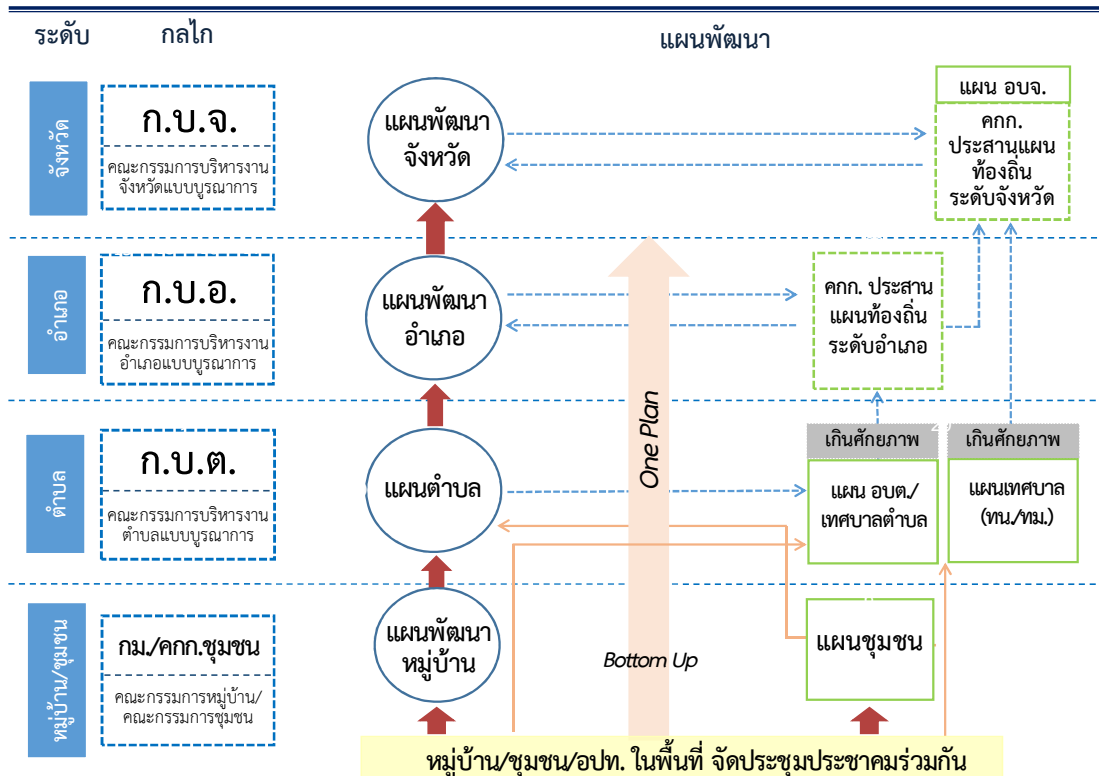 ระดับ
กลไก
แผนพัฒนา
จังหวัด
ก.บ.จ.
คณะกรรมการบริหารงาน
จังหวัดแบบบูรณาการ
แผนพัฒนา
จังหวัด
แผน อบจ.
คกก.
ประสานแผน
ท้องถิ่น
ระดับจังหวัด
อำเภอ
ก.บ.อ.
คณะกรรมการบริหารงาน
อำเภอแบบบูรณาการ
แผนพัฒนา
อำเภอ
คกก. ประสาน
แผนท้องถิ่น
ระดับอำเภอ
One Plan
ตำบล
ก.บ.ต.
คณะกรรมการบริหารงาน
ตำบลแบบบูรณาการ
แผนตำบล
เกินศักยภาพ
แผน อบต./
เทศบาลตำบล
เกินศักยภาพ
แผนเทศบาล
(ทน./ทม.)
หมู่บ้าน/ชุมชน
กม./คกก.ชุมชน
คณะกรรมการหมู่บ้าน/
คณะกรรมการชุมชน
แผนพัฒนา
หมู่บ้าน
Bottom Up
แผนชุมชน
หมู่บ้าน/ชุมชน/อปท. ในพื้นที่ จัดประชุมประชาคมร่วมกัน